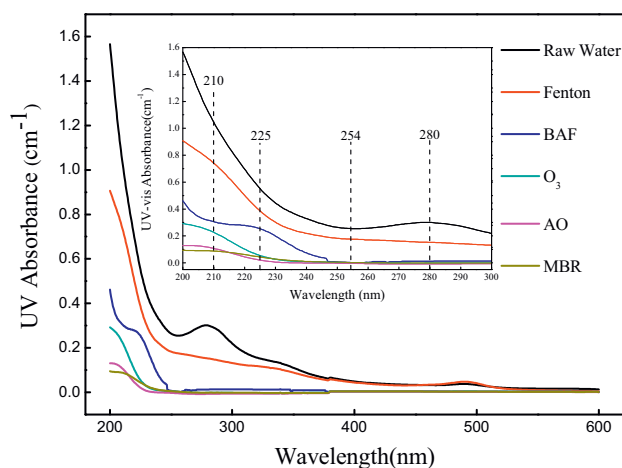 UV Absorbance (cm⁻¹)
1.6
1.4
1.2
1.0
0.8
0.6
0.4
0.2
0.0
200
300
400
500
600
Wavelength(nm)
UV-vis Absorbance(cm⁻¹)
1.6
1.4
1.2
1.0
0.8
0.6
0.4
0.2
0.0
200 210 220 230 240 250 260 270 280 290 300
Wavelength (nm)
210
225
254
280
Raw Water
Fenton
BAF
O₃
AO
MBR